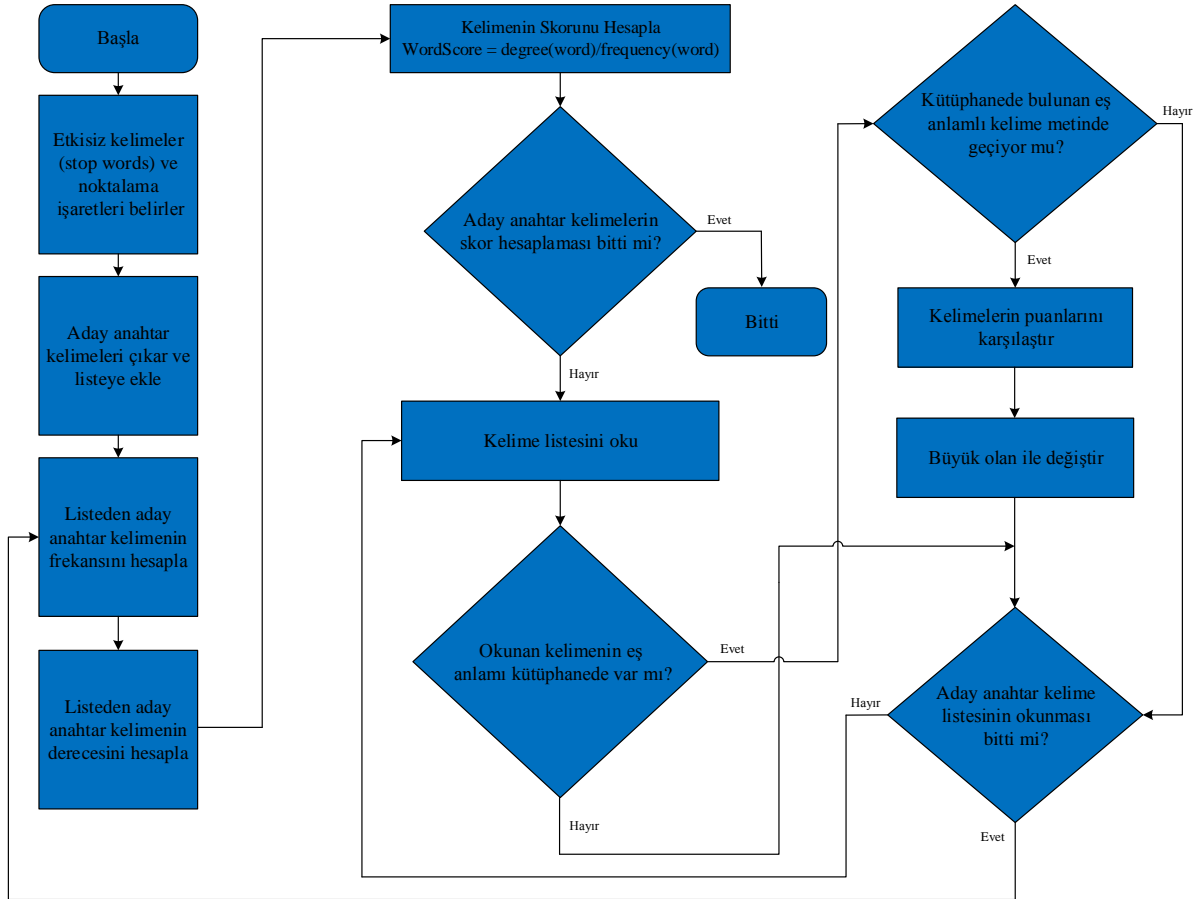 Başla
Etkisiz kelimeler
(stop words) ve
noktalama
işaretleri belirler
Aday anahtar
kelimeleri çıkar ve
listeye ekle
Listeden aday
anahtar kelimenin
frekansını hesapla
Listeden aday
anahtar kelimenin
derecesini hesapla
Kelimenin Skorunu Hesapla
WordScore = degree(word)/frequency(word)
Aday anahtar kelimelerin
skor hesaplaması bitti mi?
Evet
Bitti
Hayır
Kelime listesini oku
Okunan kelimenin eş
anlamı kütüphanede var mı?
Evet
Hayır
Kütüphanede bulunan eş
anlamlı kelime metinde
geçiyor mu?
Hayır
Evet
Kelimelerin puanlarını
karşılaştır
Büyük olan ile değiştir
Aday anahtar kelime
listesinin okunması
bitti mi?
Hayır
Evet